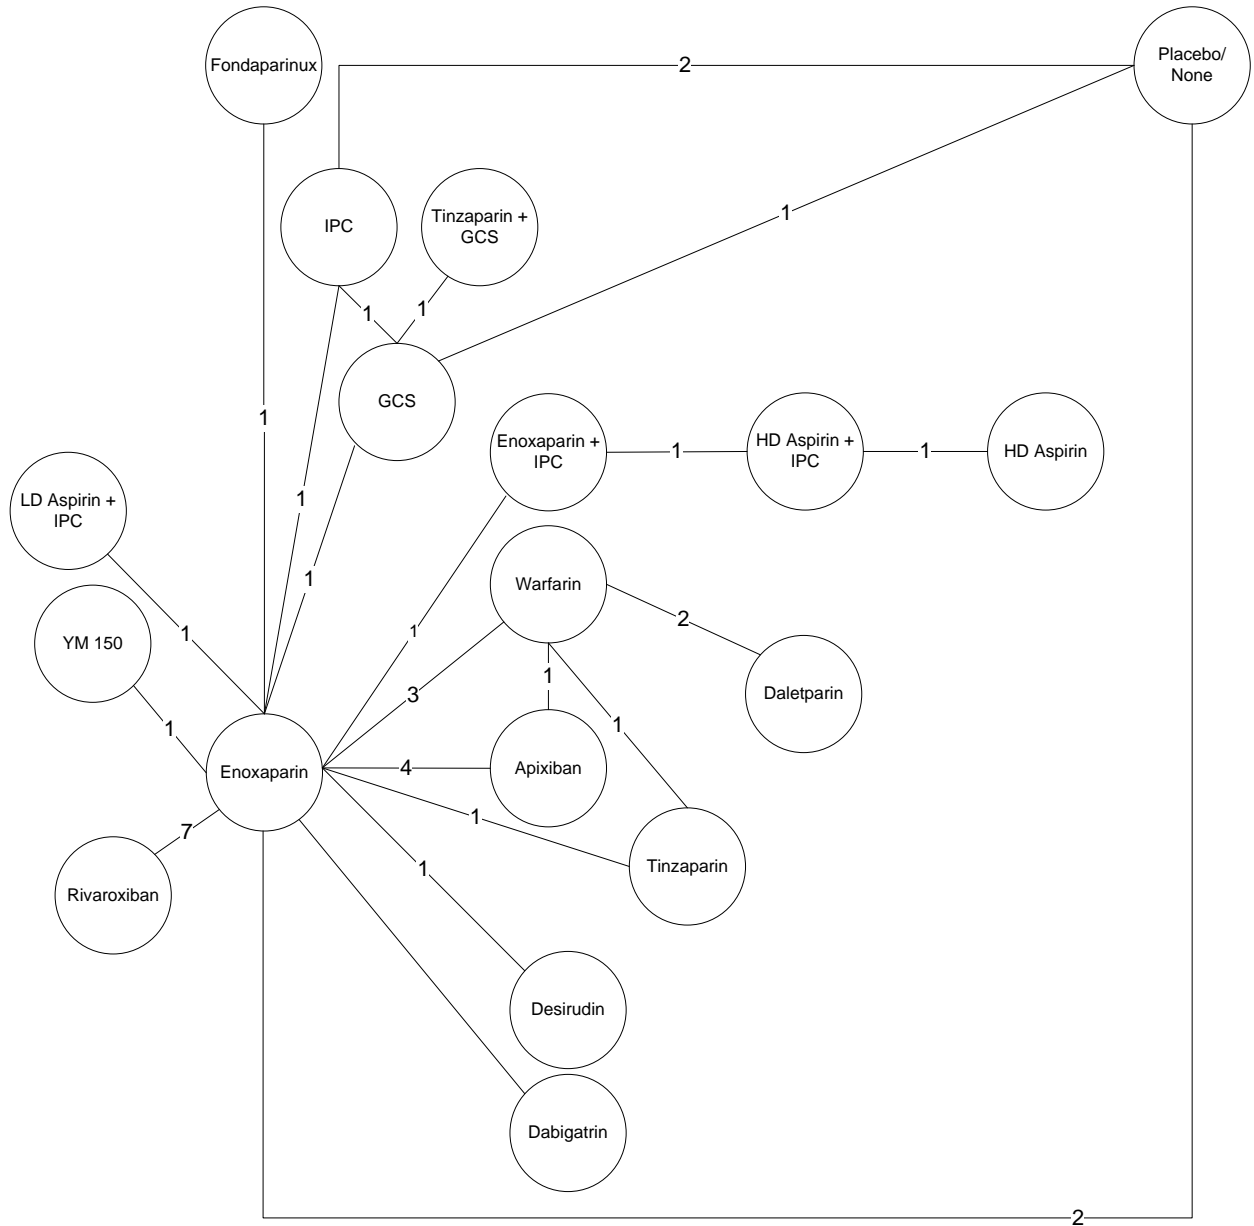 Fondaparinux
Placebo/
None
2
IPC
Tinzaparin +
GCS
1
1
1
GCS
1
Enoxaparin +
IPC
1
HD Aspirin +
IPC
1
HD Aspirin
LD Aspirin +
IPC
1
1
Warfarin
YM 150
1
1
2
1
3
Daletparin
1
1
Enoxaparin
4
Apixiban
1
7
Tinzaparin
1
Rivaroxiban
Desirudin
Dabigatrin
2